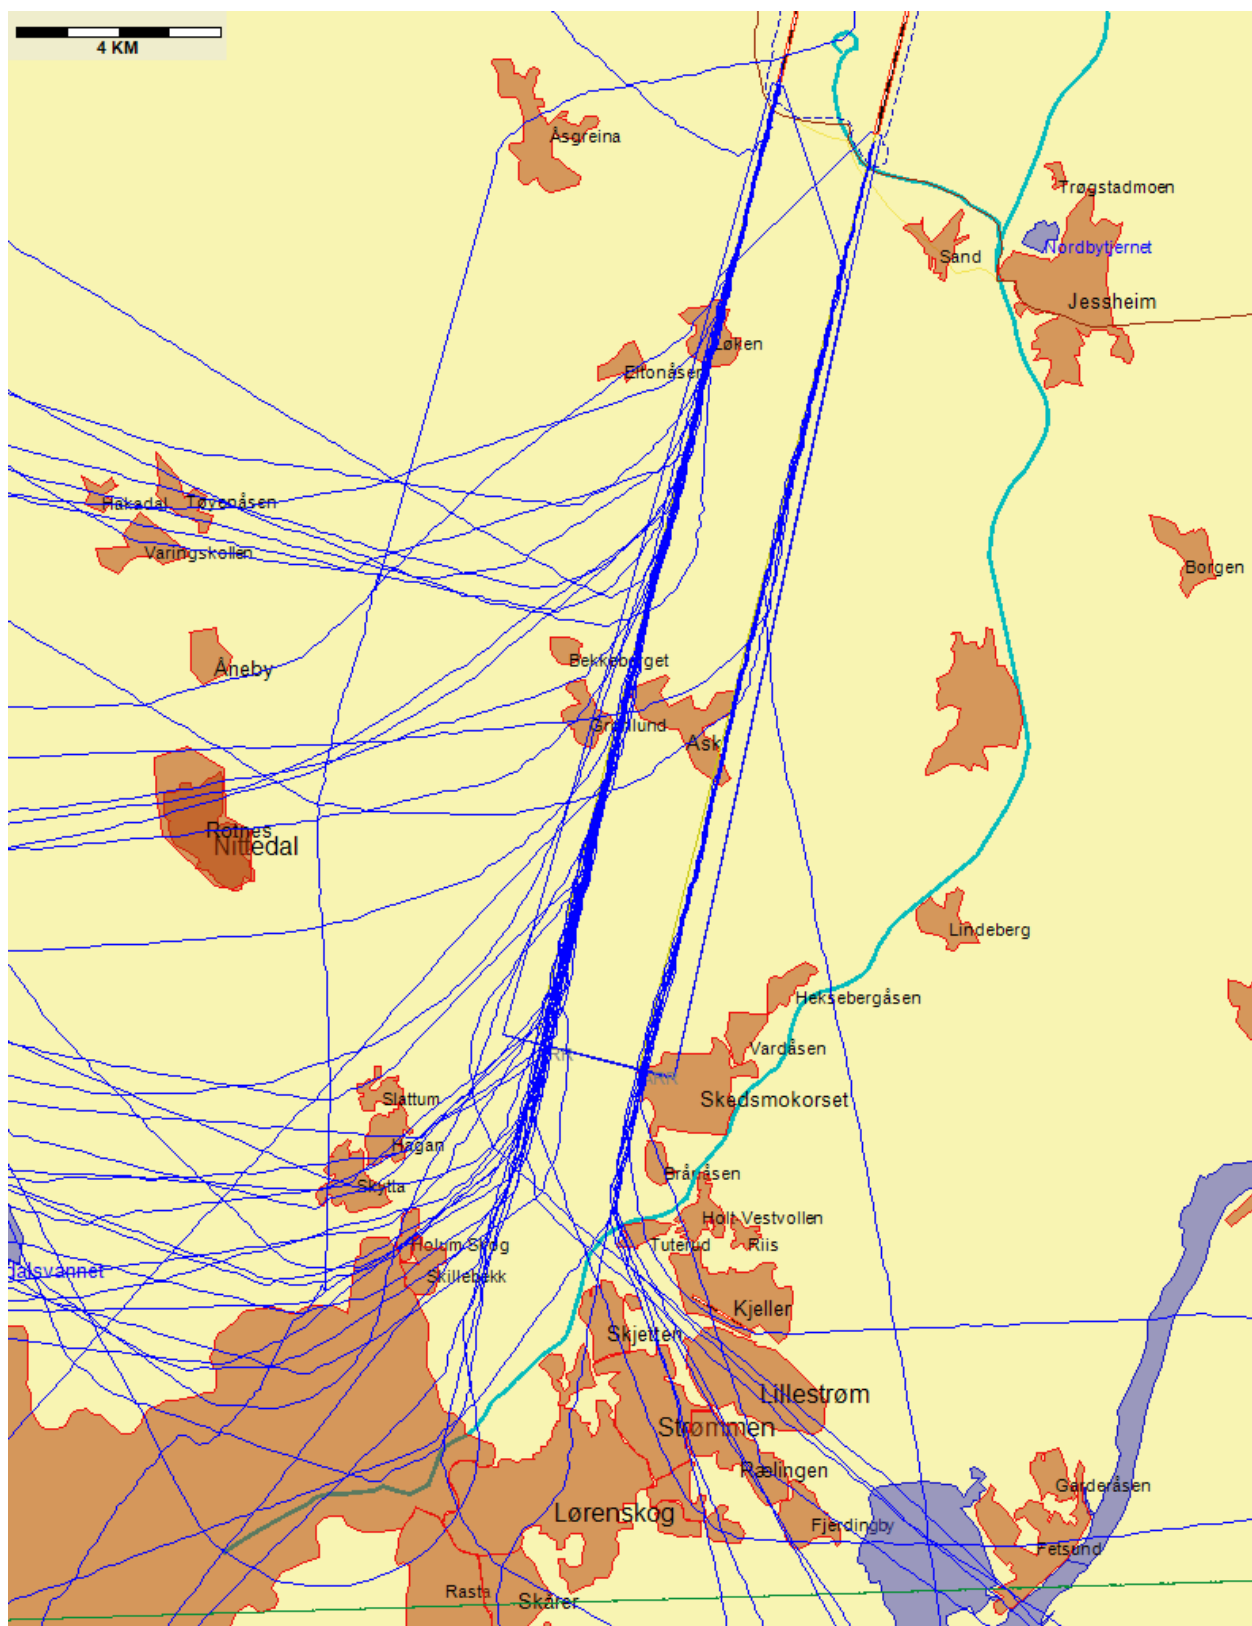 4 KM
Åsgreina
Trøgstadmoen
Nordbytjernet
Sand
Jessheim
Løken
Eltonåsen
Hakadal
Tøyenåsen
Varingskollen
Borgen
Bekkeberget
Åneby
Grønlund
Ask
Rotnes
Nittedal
Lindeberg
Heksebergåsen
Vardåsen
Slattum
Skedsmokorset
Hagan
Bråtåsen
Skytta
Holt-Vestvollen
Holum Skog
Tuterud
Riis
Skillebekk
Kjeller
Skjetten
Lillestrøm
Strømmen
Rælingen
Garderåsen
Lørenskog
Fjerdingby
Fetsund
Rasta
Skårer